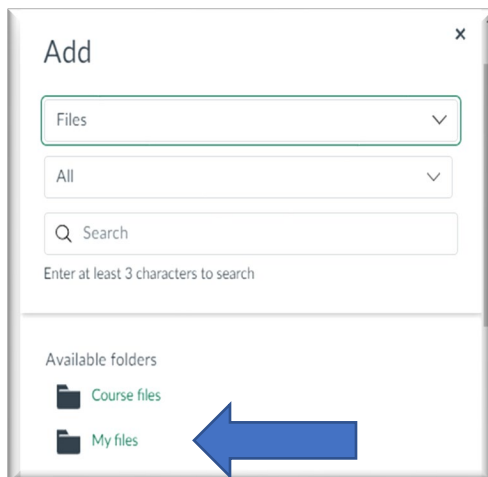 Add
Files
All
Search
Enter at least 3 characters to search
Available folders
Course files
My files